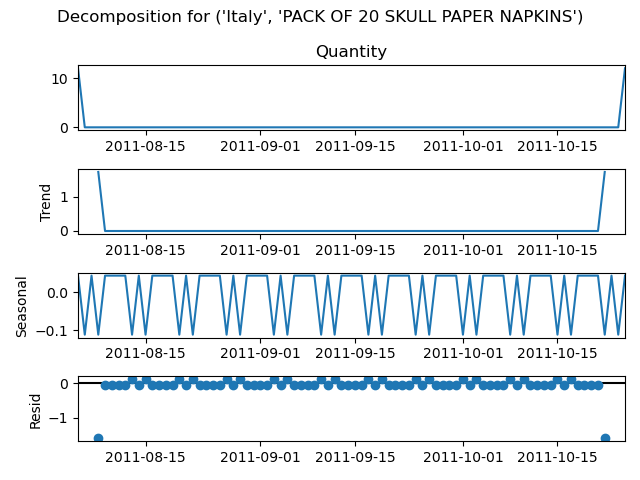 Decomposition for ('Italy', 'PACK OF 20 SKULL PAPER NAPKINS')
Quantity
10
0
2011-08-15 2011-09-01 2011-09-15 2011-10-01 2011-10-15
Trend
1
0
2011-08-15 2011-09-01 2011-09-15 2011-10-01 2011-10-15
Seasonal
0.0
−0.1
2011-08-15 2011-09-01 2011-09-15 2011-10-01 2011-10-15
Resid
0
−1
2011-08-15 2011-09-01 2011-09-15 2011-10-01 2011-10-15